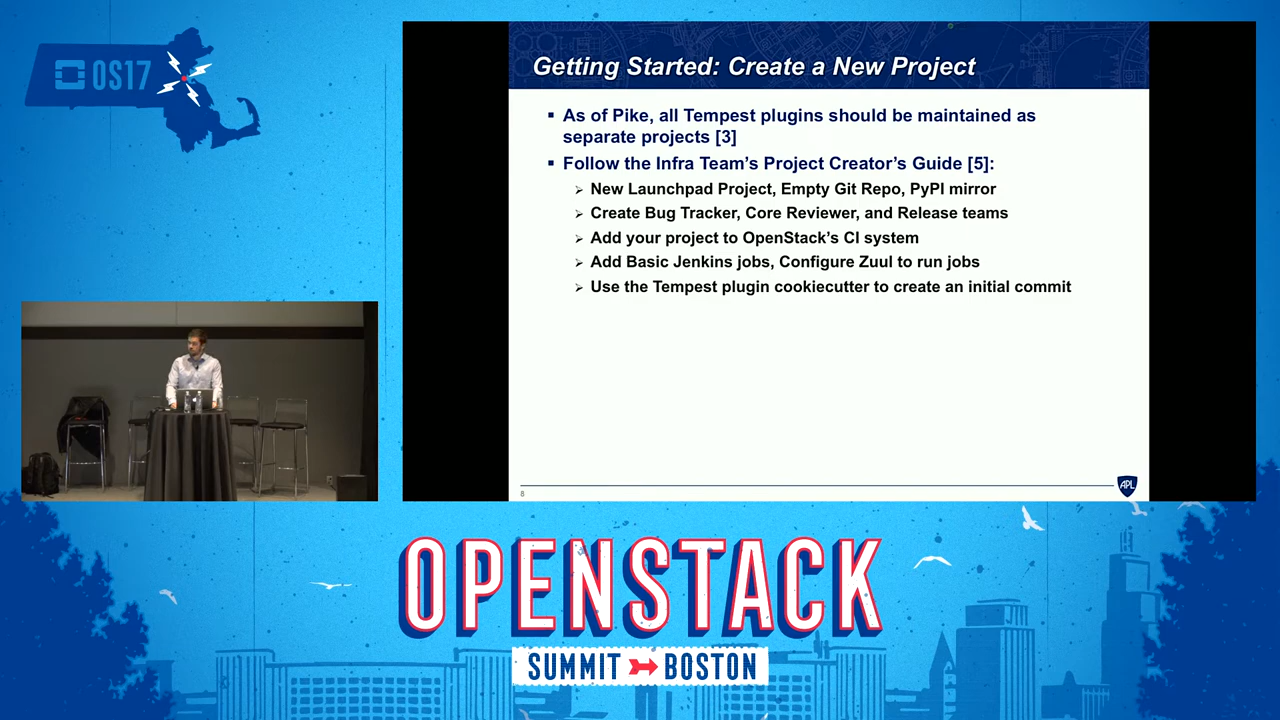 OS17
Getting Started: Create a New Project
▪ As of Pike, all Tempest plugins should be maintained as
separate projects [3]
▪ Follow the Infra Team's Project Creator's Guide [5]:
➢ New Launchpad Project, Empty Git Repo, PyPI mirror
➢ Create Bug Tracker, Core Reviewer, and Release teams
➢ Add your project to OpenStack's CI system
➢ Add Basic Jenkins jobs, Configure Zuul to run jobs
➢ Use the Tempest plugin cookiecutter to create an initial commit
8
APL
OPENSTACK
SUMMIT BOSTON